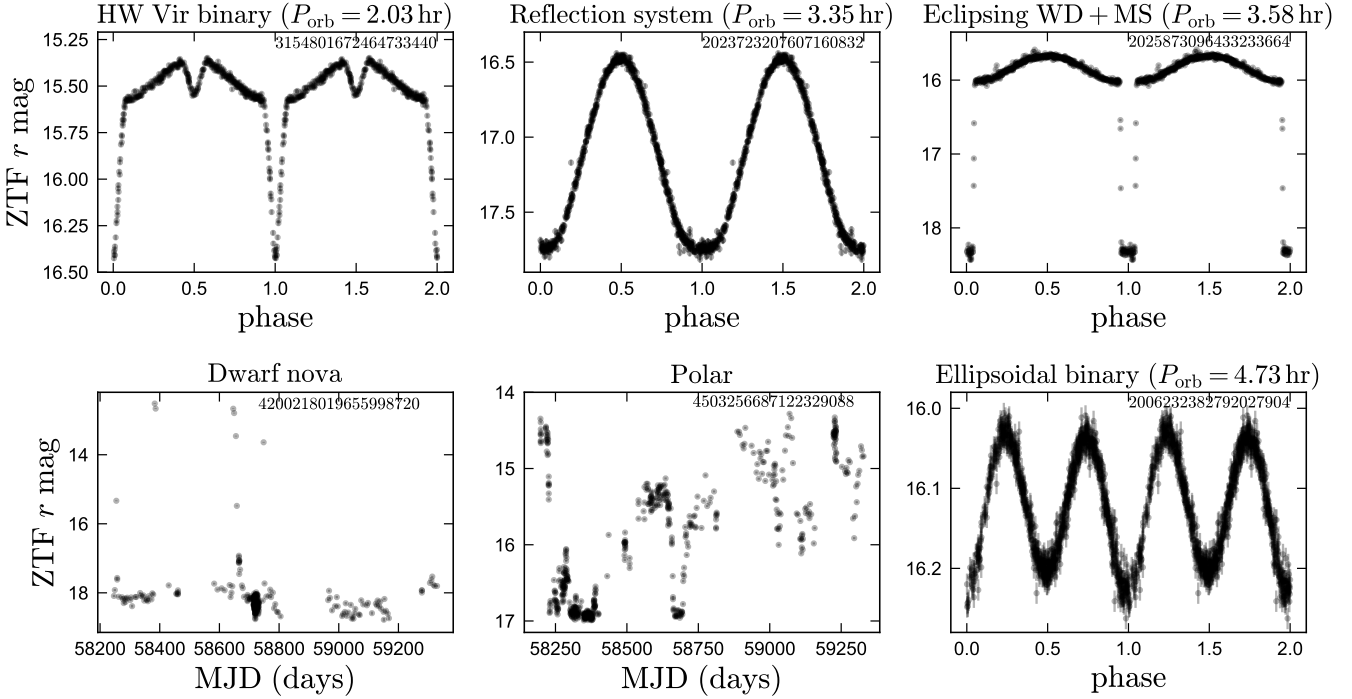 HW Vir binary (P_orb = 2.03 hr)
3154801672464733440
15.25
15.50
15.75
16.00
16.25
16.50
ZTF r mag
0.0 0.5 1.0 1.5 2.0
phase
Reflection system (P_orb = 3.35 hr)
2023723207607160832
16.5
17.0
17.5
0.0 0.5 1.0 1.5 2.0
phase
Eclipsing WD + MS (P_orb = 3.58 hr)
2025873096433233664
16
17
18
0.0 0.5 1.0 1.5 2.0
phase
Dwarf nova
4200218019655998720
14
16
18
ZTF r mag
58200 58400 58600 58800 59000 59200
MJD (days)
Polar
4503256687122329088
14
15
16
17
58250 58500 58750 59000 59250
MJD (days)
Ellipsoidal binary (P_orb = 4.73 hr)
2006232382792027904
16.0
16.1
16.2
0.0 0.5 1.0 1.5 2.0
phase